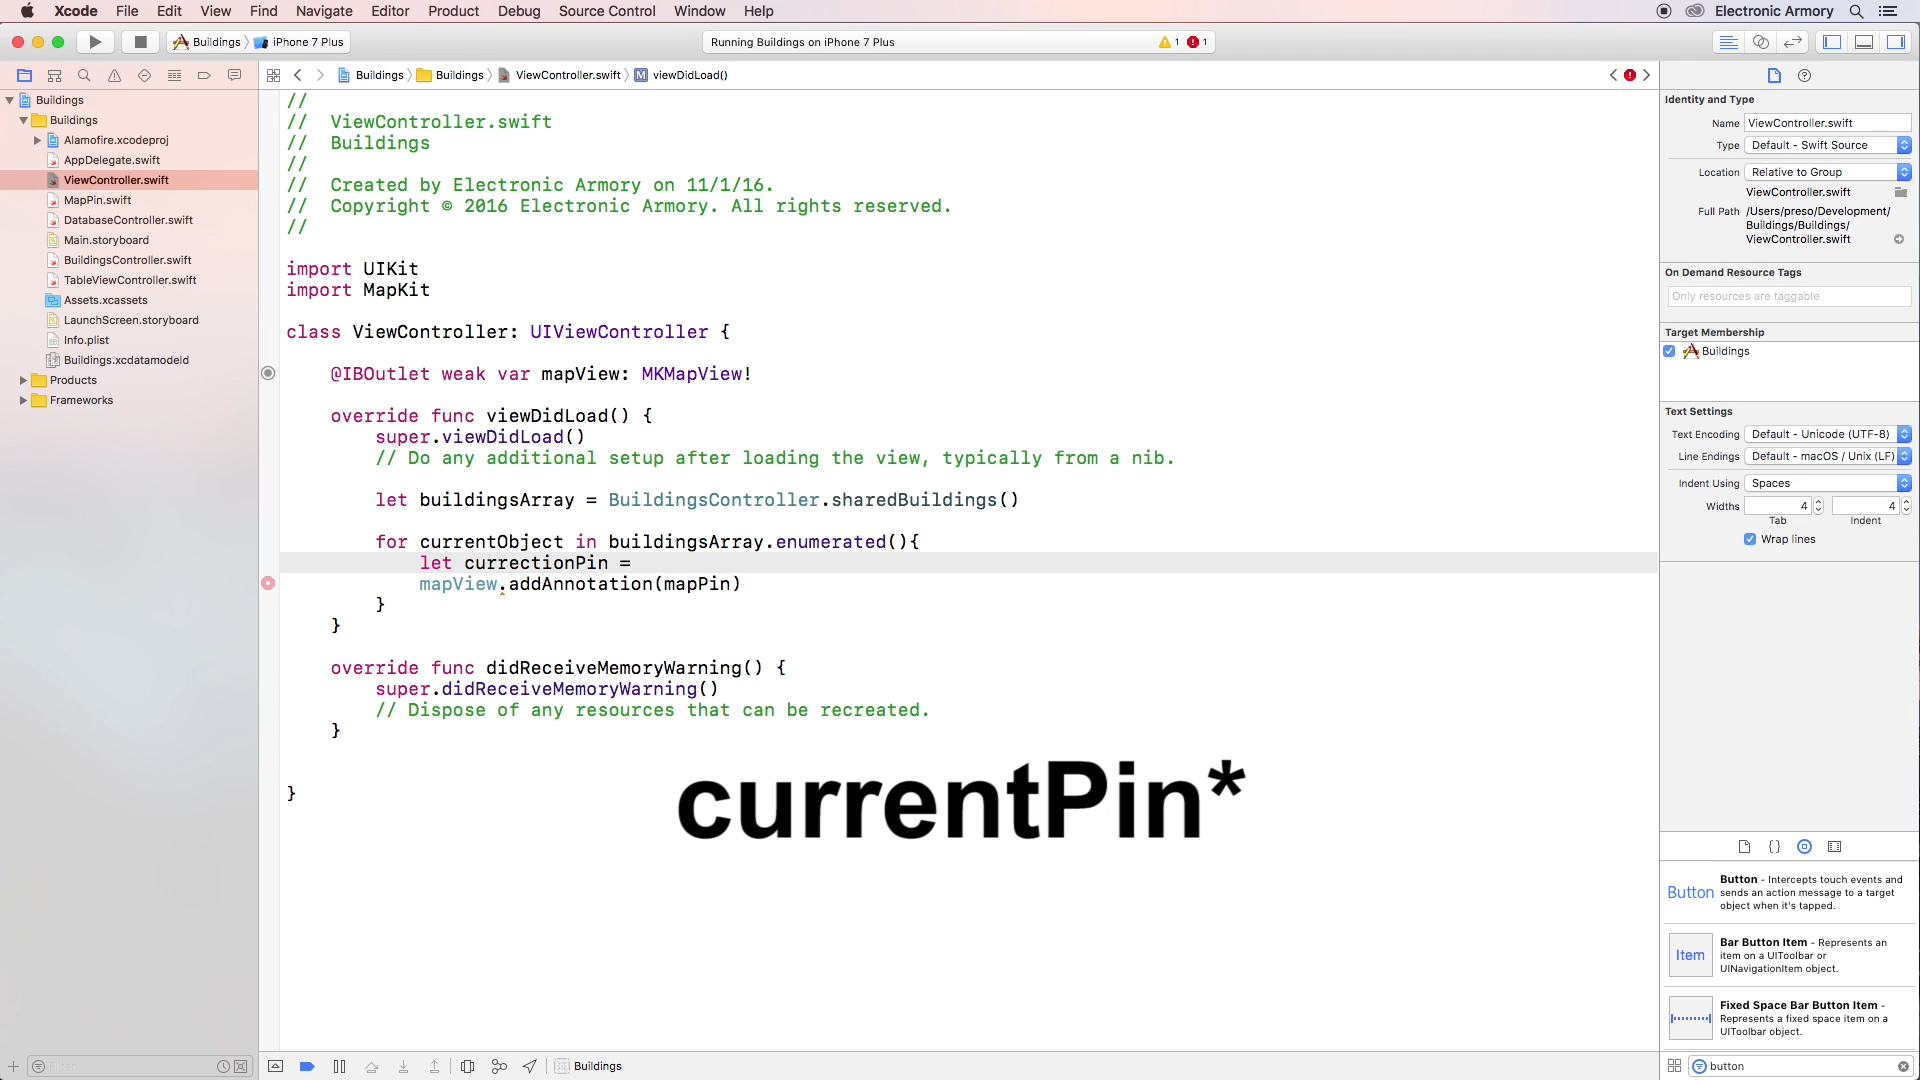 Xcode File Edit View Find Navigate Editor Product Debug Source Control Window Help Electronic Armory
Buildings iPhone 7 Plus Running Buildings on iPhone 7 Plus 1 1
Buildings Buildings ViewController.swift M viewDidLoad()
Buildings
Buildings
Alamofire.xcodeproj
AppDelegate.swift
ViewController.swift
MapPin.swift
DatabaseController.swift
Main.storyboard
BuildingsController.swift
TableViewController.swift
Assets.xcassets
LaunchScreen.storyboard
Info.plist
Buildings.xcdatamodeld
Products
Frameworks
//
// ViewController.swift
// Buildings
//
// Created by Electronic Armory on 11/1/16.
// Copyright © 2016 Electronic Armory. All rights reserved.
//
import UIKit
import MapKit
class ViewController: UIViewController {
@IBOutlet weak var mapView: MKMapView!
override func viewDidLoad() {
super.viewDidLoad()
// Do any additional setup after loading the view, typically from a nib.
let buildingsArray = BuildingsController.sharedBuildings()
for currentObject in buildingsArray.enumerated(){
let currectionPin =
mapView.addAnnotation(mapPin)
}
}
override func didReceiveMemoryWarning() {
super.didReceiveMemoryWarning()
// Dispose of any resources that can be recreated.
}
}
currentPin*
Buildings
Identity and Type
Name ViewController.swift
Type Default - Swift Source
Location Relative to Group
ViewController.swift
Full Path /Users/preso/Development/
Buildings/Buildings/
ViewController.swift
On Demand Resource Tags
Only resources are taggable
Target Membership
Buildings
Text Settings
Text Encoding Default - Unicode (UTF-8)
Line Endings Default - macOS / Unix (LF)
Indent Using Spaces
Widths 4 4
Tab Indent
Wrap lines
{}
Button Button - Intercepts touch events and
sends an action message to a target
object when it's tapped.
Item Bar Button Item - Represents an
item on a UIToolbar or
UINavigationItem object.
Fixed Space Bar Button Item -
Represents a fixed space item on a
UIToolbar object.
button